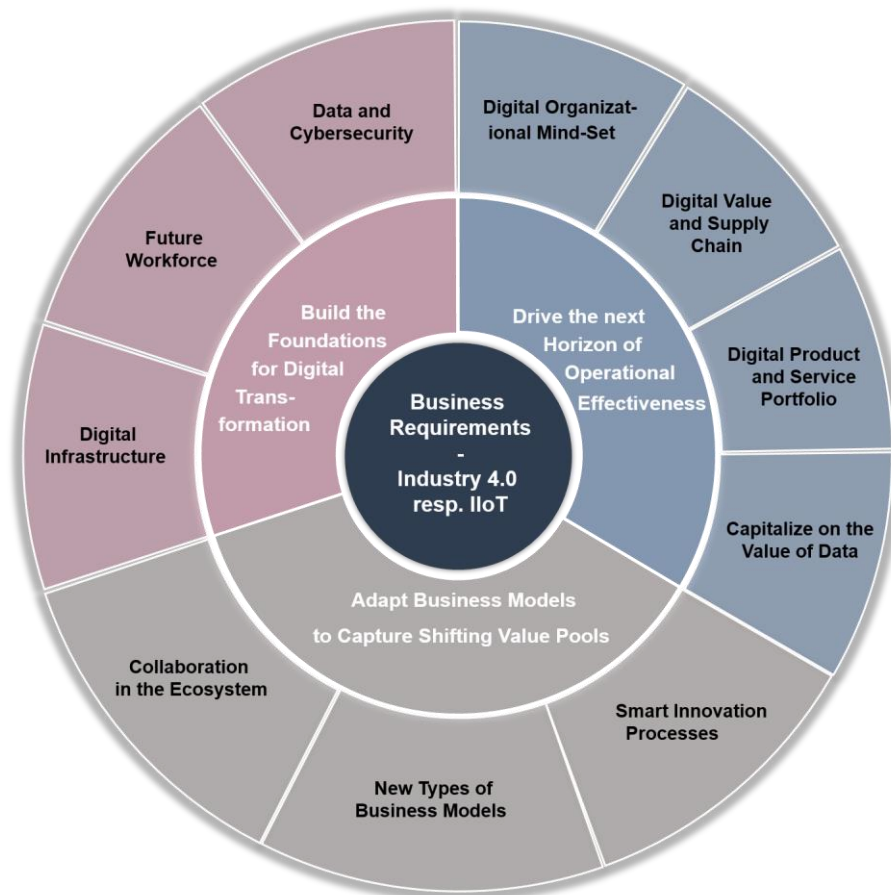 Data and
Cybersecurity
Digital Organizat-
ional Mind-Set
Digital Value
and Supply
Chain
Future
Workforce
Build the
Foundations
for Digital
Trans-
formation
Drive the next
Horizon of
Operational
Effectiveness
Digital Product
and Service
Portfolio
Business
Requirements
-
Industry 4.0
resp. IIoT
Digital
Infrastructure
Capitalize on the
Value of Data
Adapt Business Models
to Capture Shifting Value Pools
Collaboration
in the Ecosystem
Smart Innovation
Processes
New Types of
Business Models